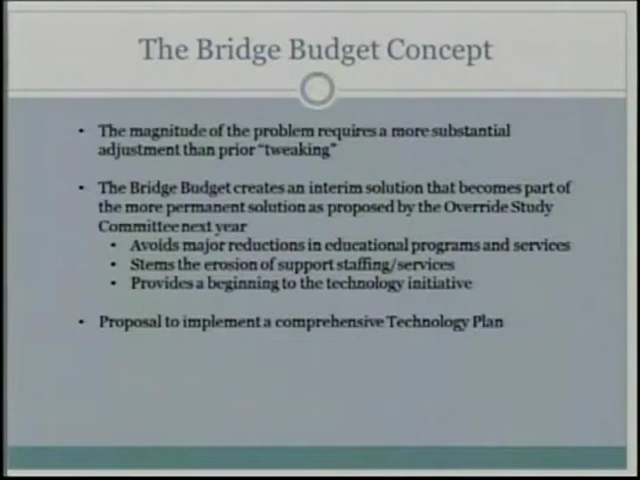 The Bridge Budget Concept
• The magnitude of the problem requires a more substantial
adjustment than prior “tweaking”
• The Bridge Budget creates an interim solution that becomes part of
the more permanent solution as proposed by the Override Study
Committee next year
• Avoids major reductions in educational programs and services
• Stems the erosion of support staffing/services
• Provides a beginning to the technology initiative
• Proposal to implement a comprehensive Technology Plan